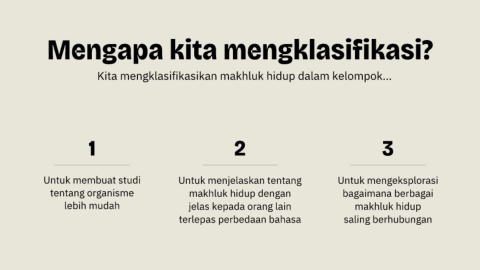 Mengapa kita mengklasifikasi?
Kita mengklasifikasikan makhluk hidup dalam kelompok...
1
Untuk membuat studi
tentang organisme
lebih mudah
2
Untuk menjelaskan tentang
makhluk hidup dengan
jelas kepada orang lain
terlepas perbedaan bahasa
3
Untuk mengeksplorasi
bagaimana berbagai
makhluk hidup
saling berhubungan